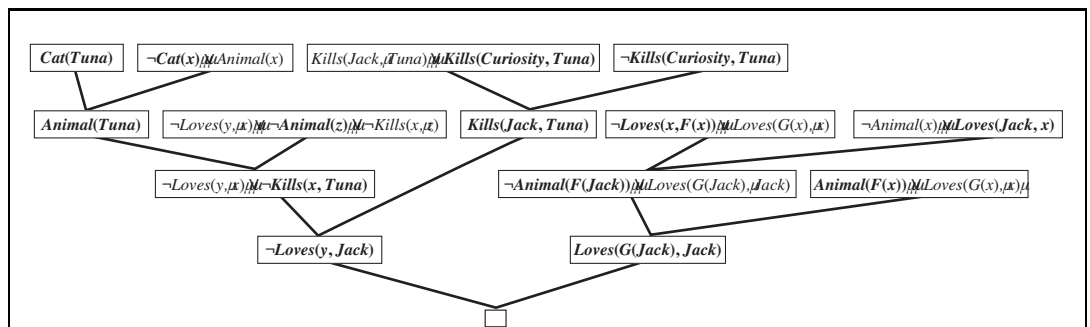 Cat(Tuna) ¬Cat(x) ∨ Animal(x) Kills(Jack, Tuna) ∨ Kills(Curiosity, Tuna) ¬Kills(Curiosity, Tuna)
Animal(Tuna) ¬Loves(y, x) ∨ ¬Animal(z) ∨ ¬Kills(x, z) Kills(Jack, Tuna) ¬Loves(x, F(x)) ∨ Loves(G(x), x) ¬Animal(x) ∨ Loves(Jack, x)
¬Loves(y, x) ∨ ¬Kills(x, Tuna) ¬Animal(F(Jack)) ∨ Loves(G(Jack), Jack) Animal(F(x)) ∨ Loves(G(x), x)
¬Loves(y, Jack) Loves(G(Jack), Jack)